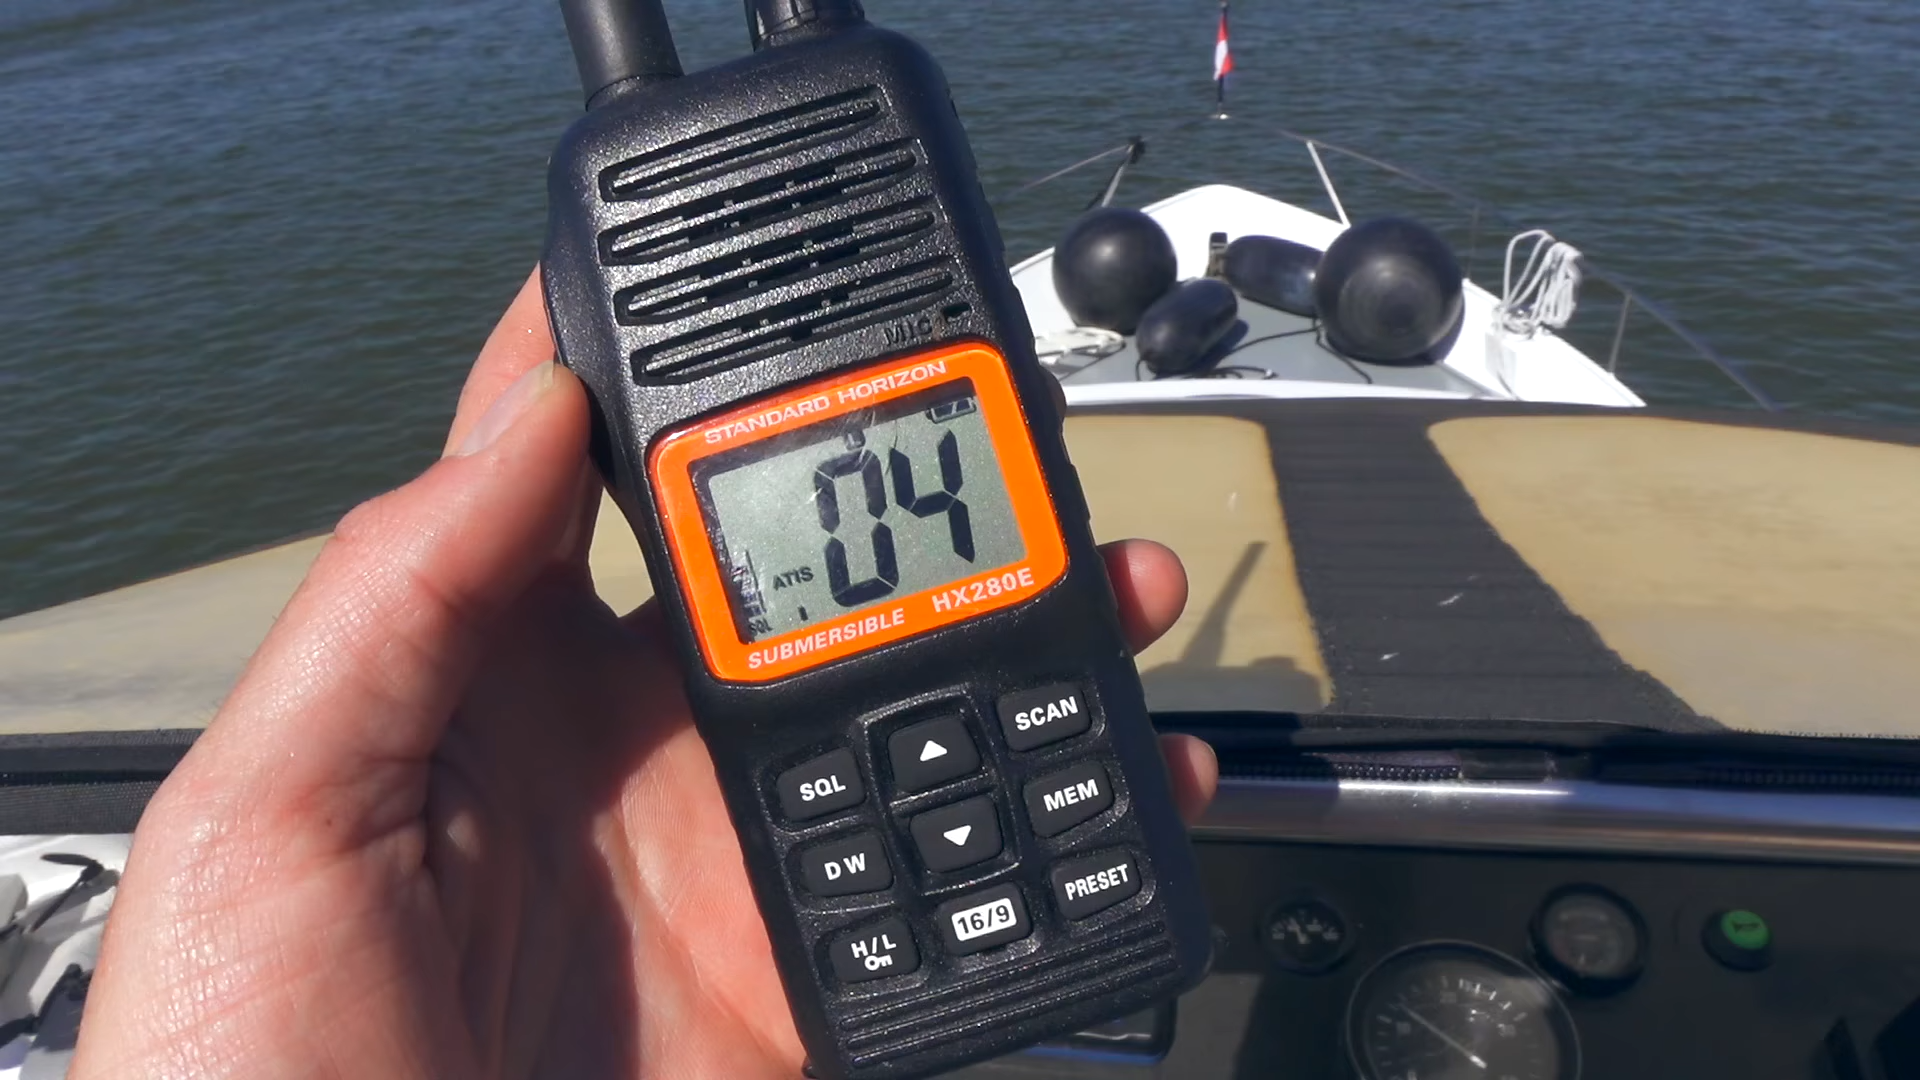 MIC
STANDARD HORIZON
L
04
ATIS
SQL
SUBMERSIBLE HX280E
SCAN
SQL
MEM
DW
PRESET
16/9
H/L